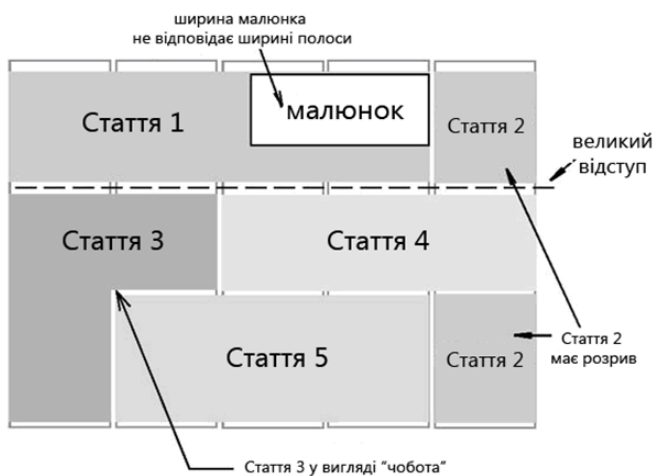 ширина малюнка
не відповідає ширині полоси
Стаття 1
малюнок
Стаття 2
великий
відступ
Стаття 3
Стаття 4
Стаття 5
Стаття 2
Стаття 2
має розрив
Стаття 3 у вигляді “чобота”